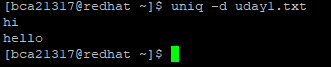 [bca21317@redhat ~]$ uniq -d uday1.txt
hi
hello
[bca21317@redhat ~]$